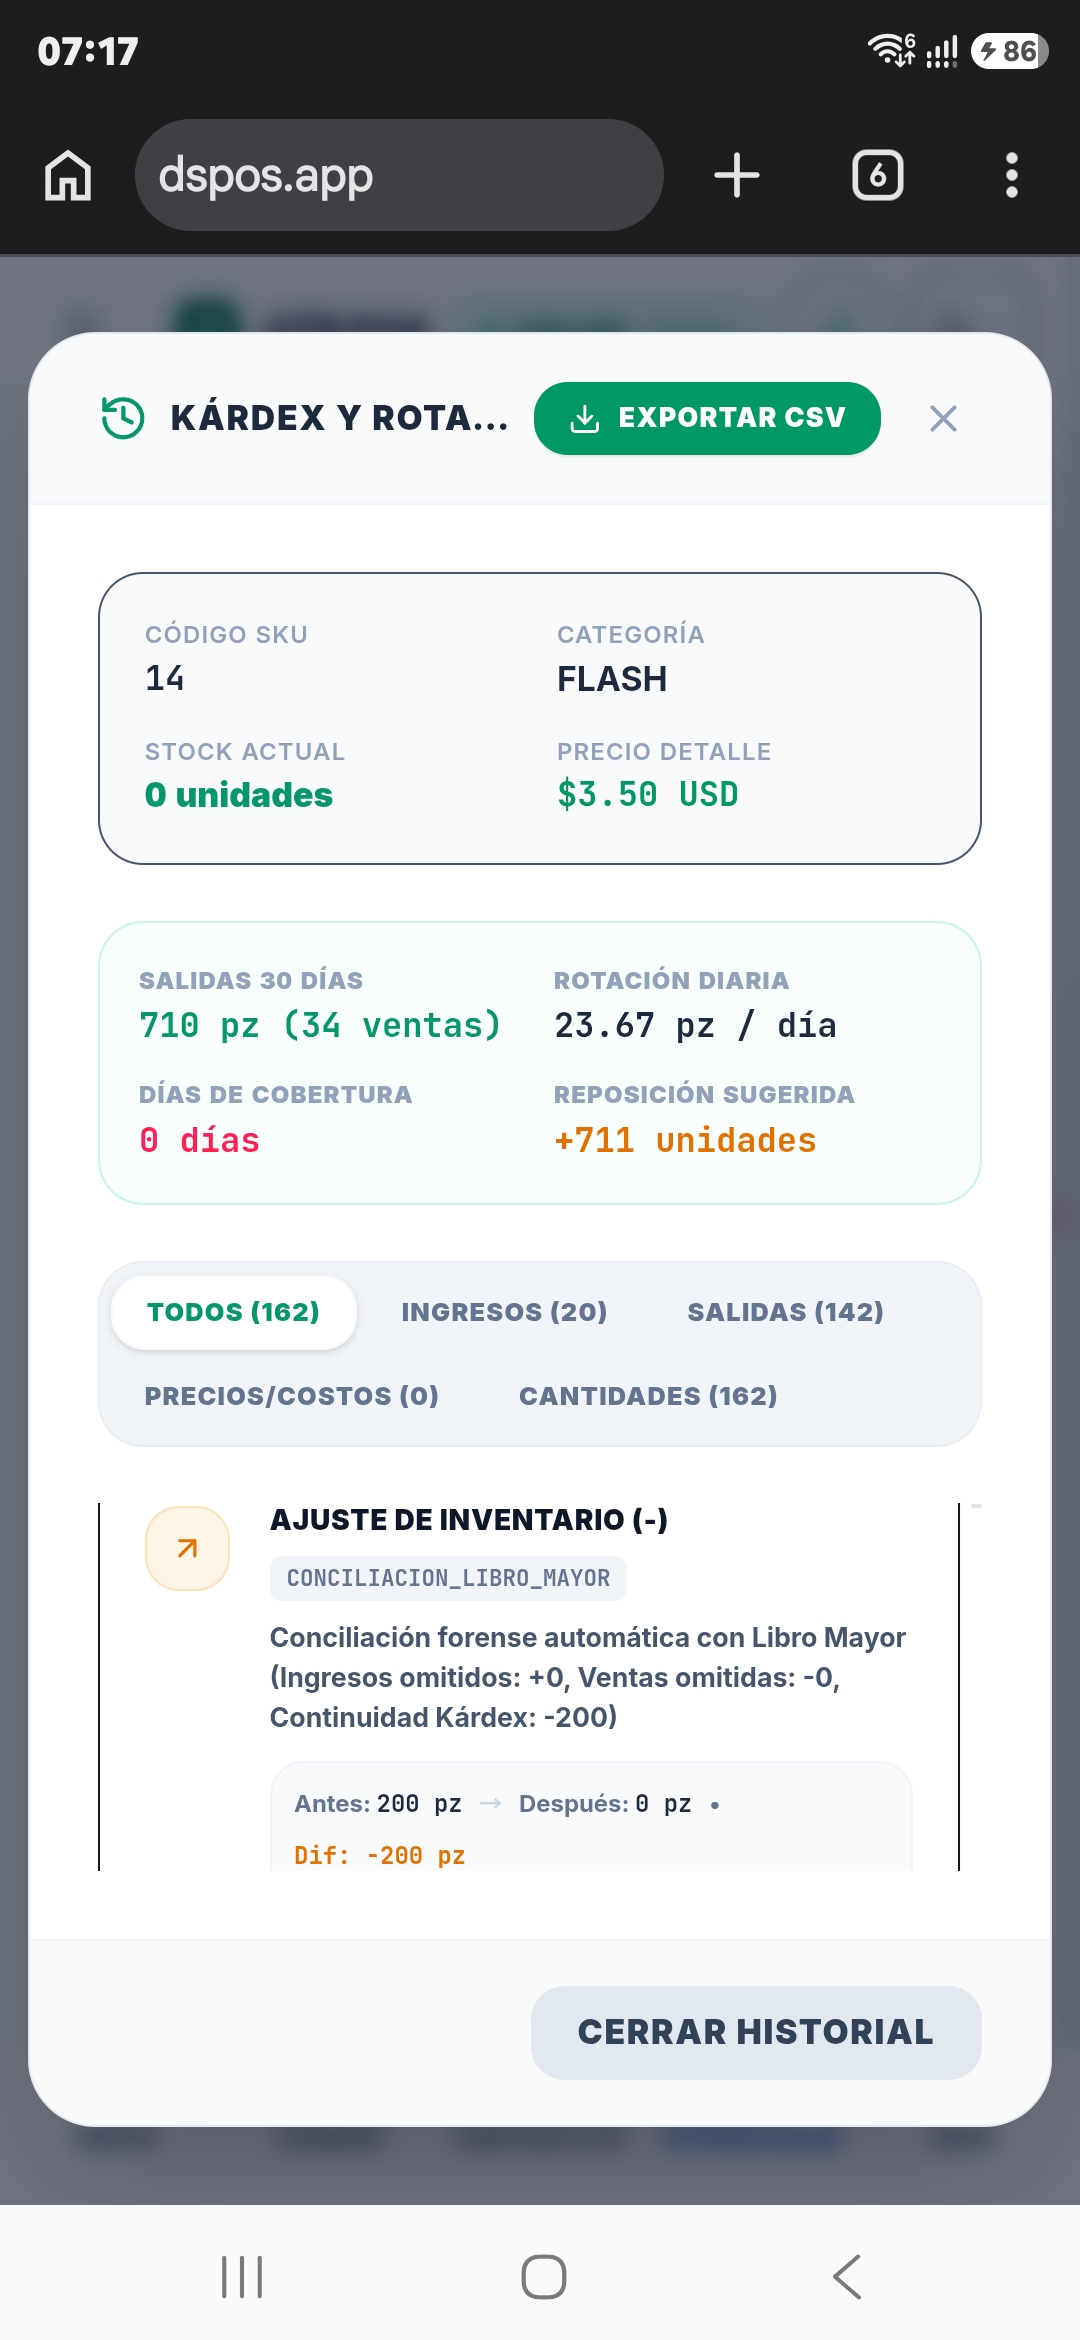 07:17
6
86
dspos.app
6
KÁRDEX Y ROTA...
EXPORTAR CSV
CÓDIGO SKU
14
CATEGORÍA
FLASH
STOCK ACTUAL
0 unidades
PRECIO DETALLE
$3.50 USD
SALIDAS 30 DÍAS
710 pz (34 ventas)
ROTACIÓN DIARIA
23.67 pz / día
DÍAS DE COBERTURA
0 días
REPOSICIÓN SUGERIDA
+711 unidades
TODOS (162)
INGRESOS (20)
SALIDAS (142)
PRECIOS/COSTOS (0)
CANTIDADES (162)
AJUSTE DE INVENTARIO (-)
CONCILIACION_LIBRO_MAYOR
Conciliación forense automática con Libro Mayor
(Ingresos omitidos: +0, Ventas omitidas: -0,
Continuidad Kárdex: -200)
Antes: 200 pz → Después: 0 pz •
Dif: -200 pz
CERRAR HISTORIAL